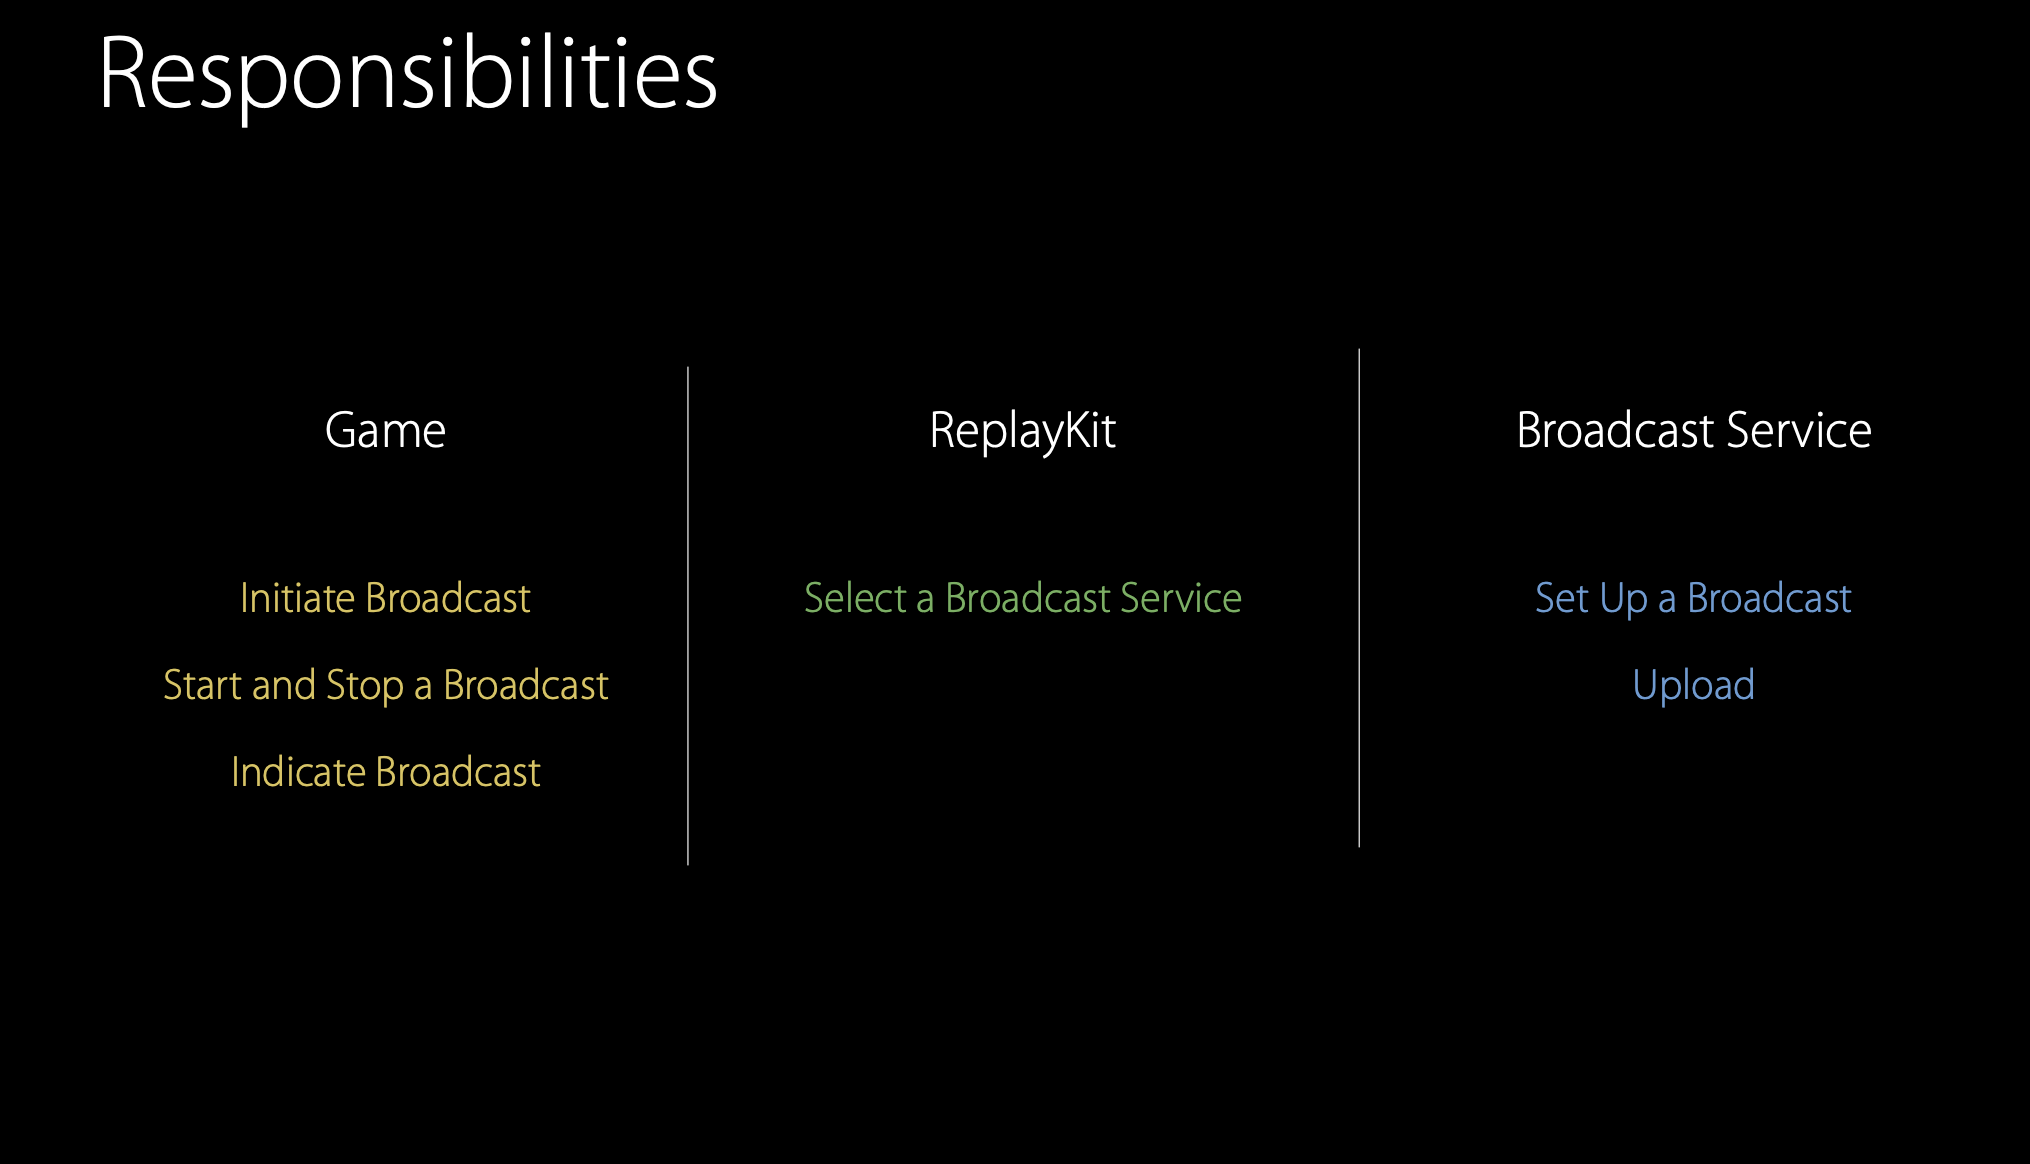 Responsibilities
Game
Initiate Broadcast
Start and Stop a Broadcast
Indicate Broadcast
ReplayKit
Select a Broadcast Service
Broadcast Service
Set Up a Broadcast
Upload